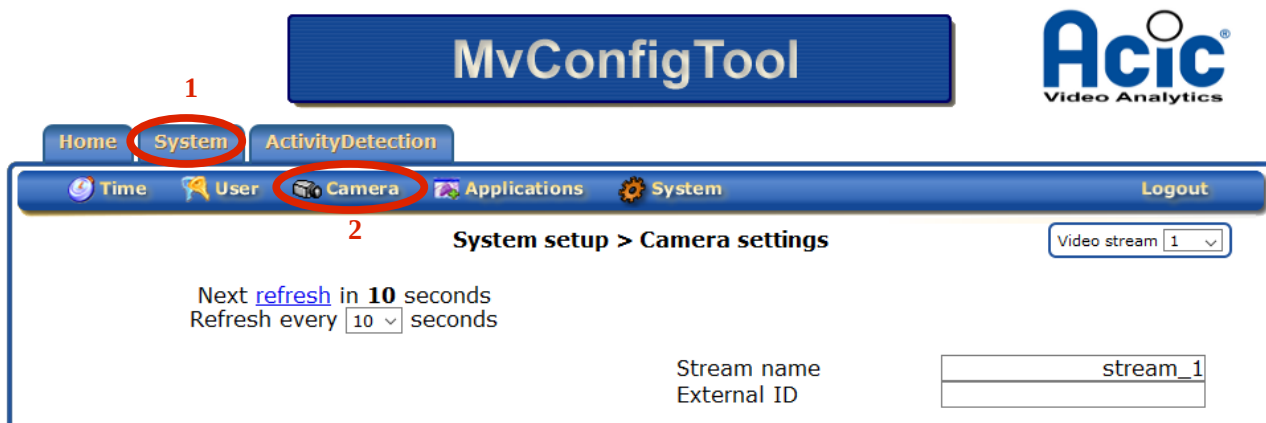 MvConfigTool
Acic®
Video Analytics
1
Home System ActivityDetection
Time User Camera Applications System Logout
2
System setup > Camera settings
Video stream 1
Next refresh in 10 seconds
Refresh every 10 seconds
Stream name stream_1
External ID